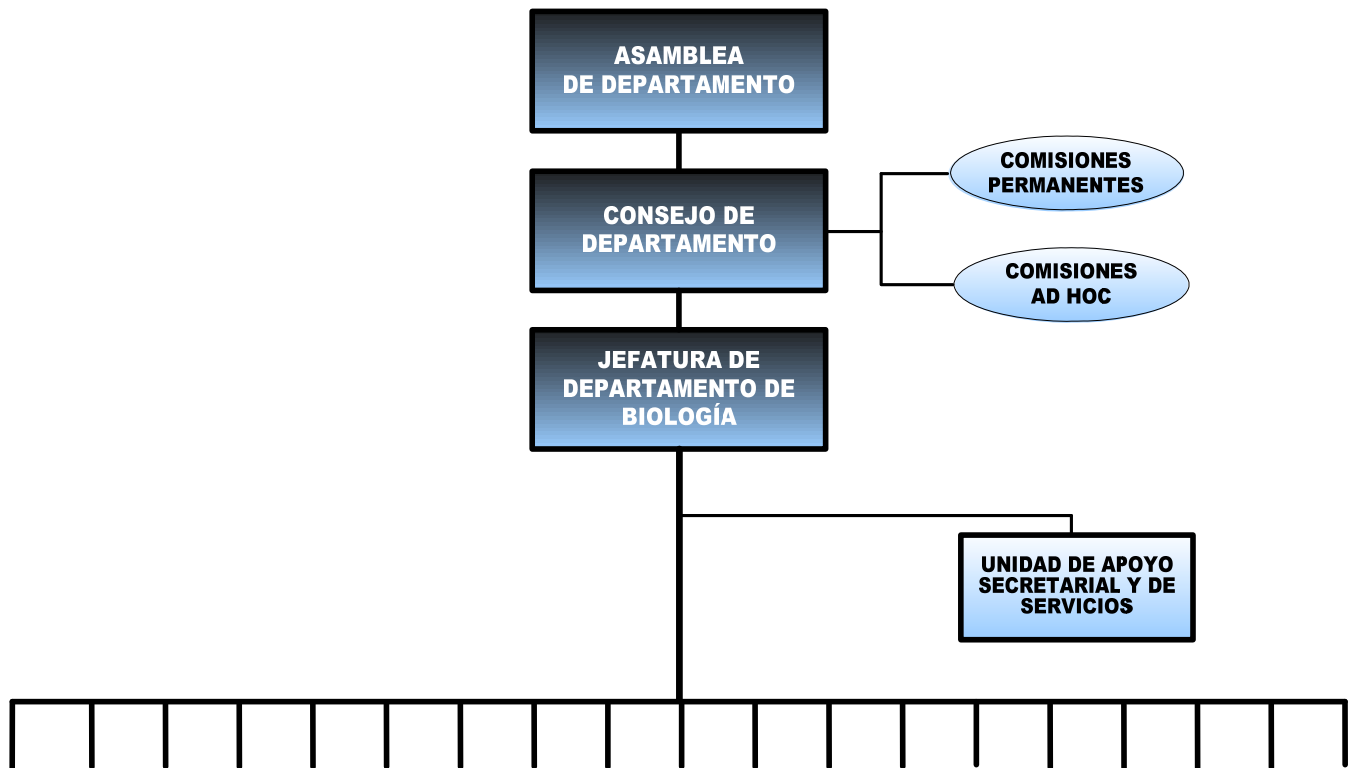 ASAMBLEA
DE DEPARTAMENTO
COMISIONES
PERMANENTES
CONSEJO DE
DEPARTAMENTO
COMISIONES
AD HOC
JEFATURA DE
DEPARTAMENTO DE
BIOLOGÍA
UNIDAD DE APOYO
SECRETARIAL Y DE
SERVICIOS